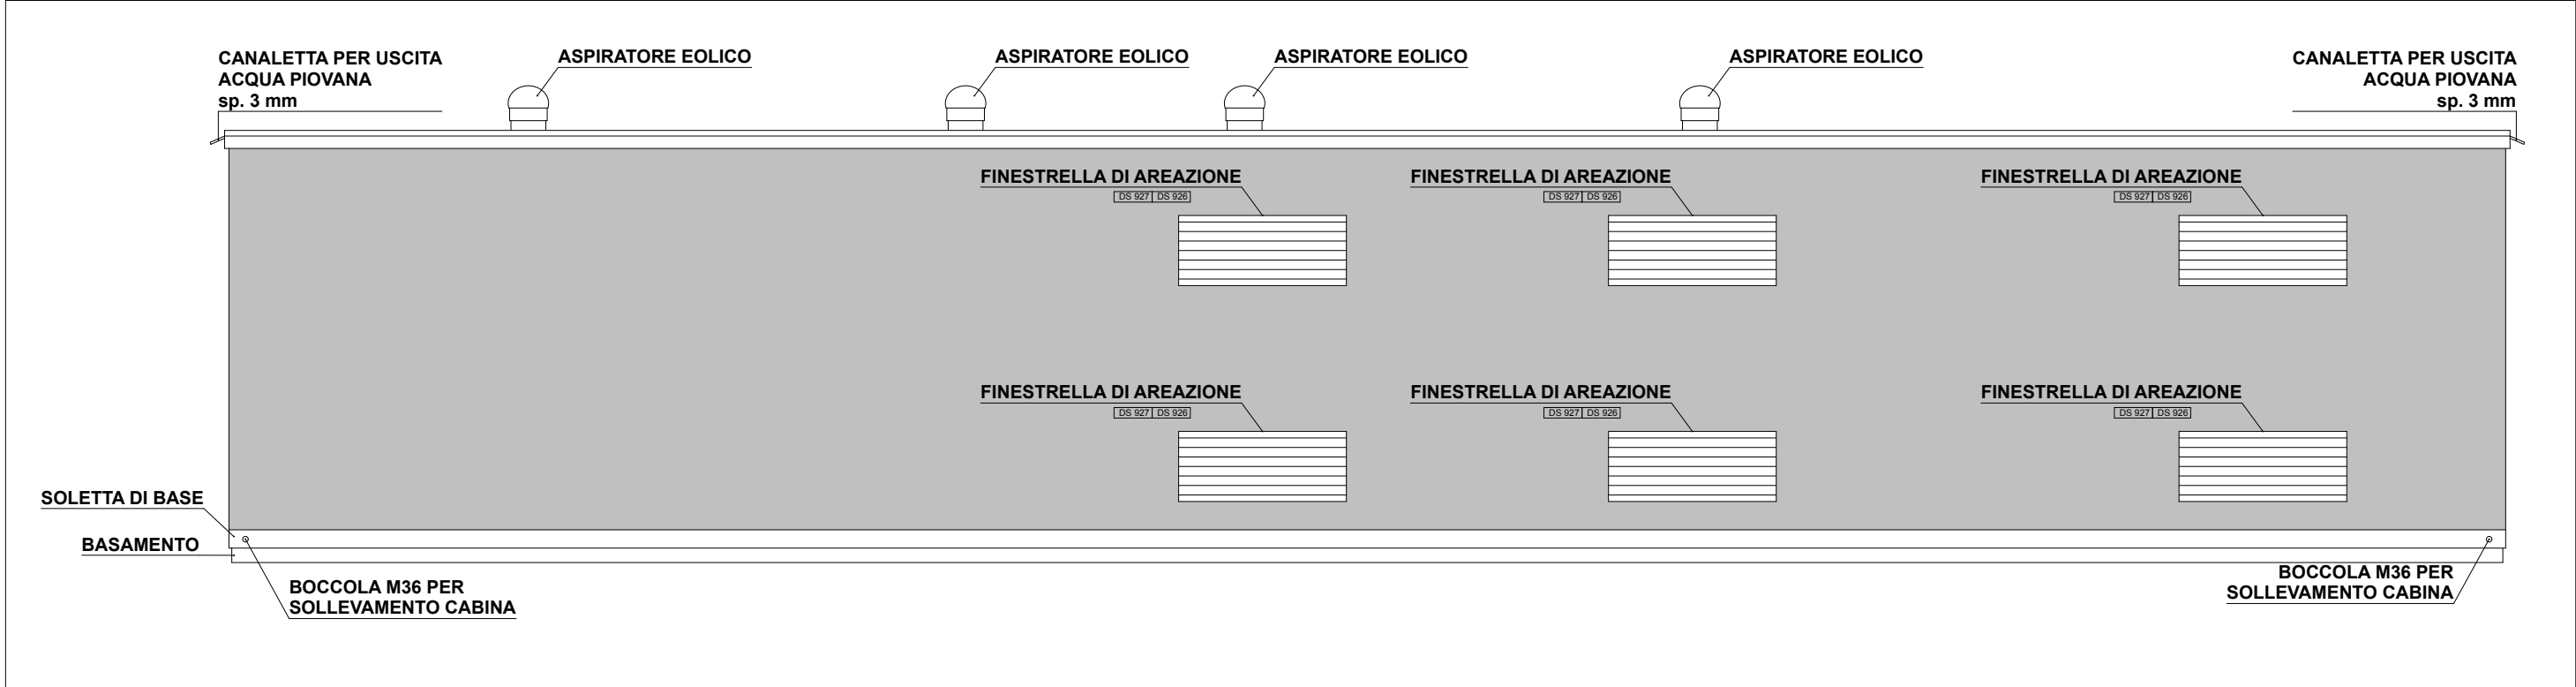 CANALETTA PER USCITA
ACQUA PIOVANA
sp. 3 mm
ASPIRATORE EOLICO
ASPIRATORE EOLICO
ASPIRATORE EOLICO
ASPIRATORE EOLICO
CANALETTA PER USCITA
ACQUA PIOVANA
sp. 3 mm
FINESTRELLA DI AREAZIONE
DS 927 DS 926
FINESTRELLA DI AREAZIONE
DS 927 DS 926
FINESTRELLA DI AREAZIONE
DS 927 DS 926
FINESTRELLA DI AREAZIONE
DS 927 DS 926
FINESTRELLA DI AREAZIONE
DS 927 DS 926
FINESTRELLA DI AREAZIONE
DS 927 DS 926
SOLETTA DI BASE
BASAMENTO
BOCCOLA M36 PER
SOLLEVAMENTO CABINA
BOCCOLA M36 PER
SOLLEVAMENTO CABINA